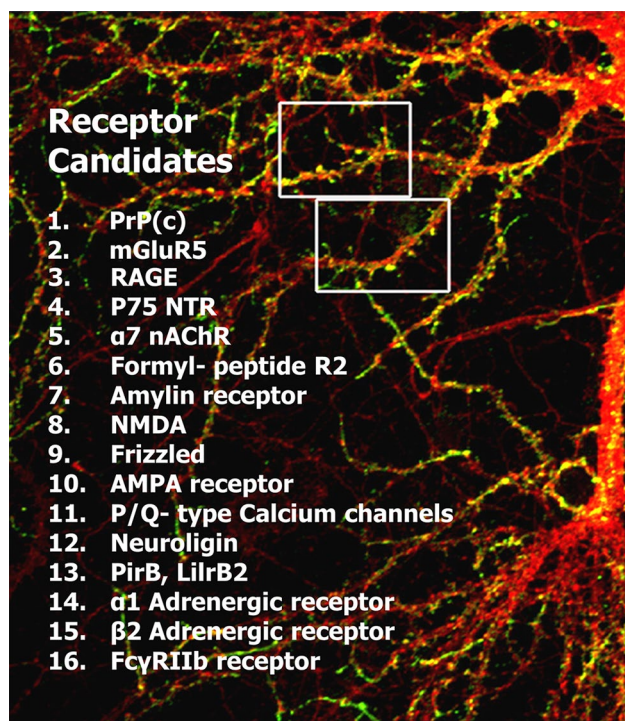 Receptor
Candidates
1. PrP(c)
2. mGluR5
3. RAGE
4. P75 NTR
5. α7 nAChR
6. Formyl- peptide R2
7. Amylin receptor
8. NMDA
9. Frizzled
10. AMPA receptor
11. P/Q- type Calcium channels
12. Neuroligin
13. PirB, LilrB2
14. α1 Adrenergic receptor
15. β2 Adrenergic receptor
16. FcγRIIb receptor